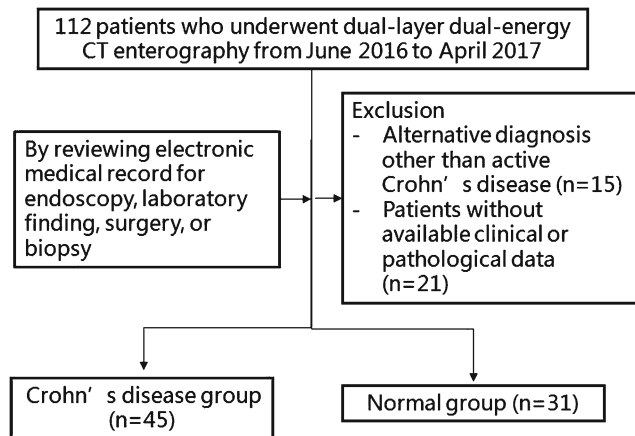 112 patients who underwent dual-layer dual-energy
CT enterography from June 2016 to April 2017
By reviewing electronic
medical record for
endoscopy, laboratory
finding, surgery, or
biopsy
Exclusion
- Alternative diagnosis
other than active
Crohn’s disease (n=15)
- Patients without
available clinical or
pathological data
(n=21)
Crohn’s disease group
(n=45)
Normal group (n=31)